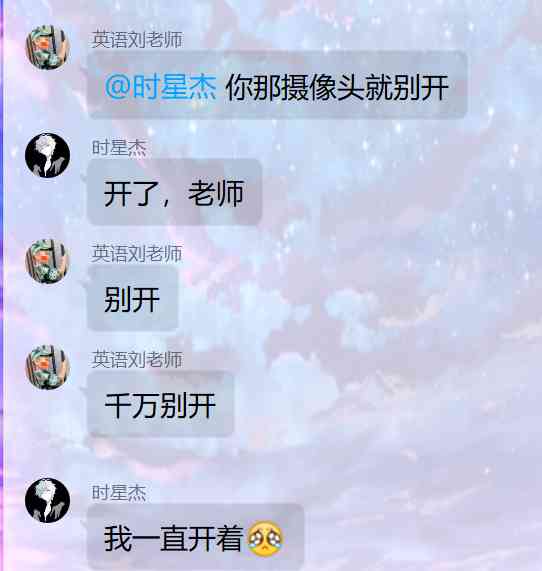 英语刘老师
@时星杰 你那摄像头就别开
时星杰
开了，老师
英语刘老师
别开
英语刘老师
千万别开
时星杰
我一直开着🥺